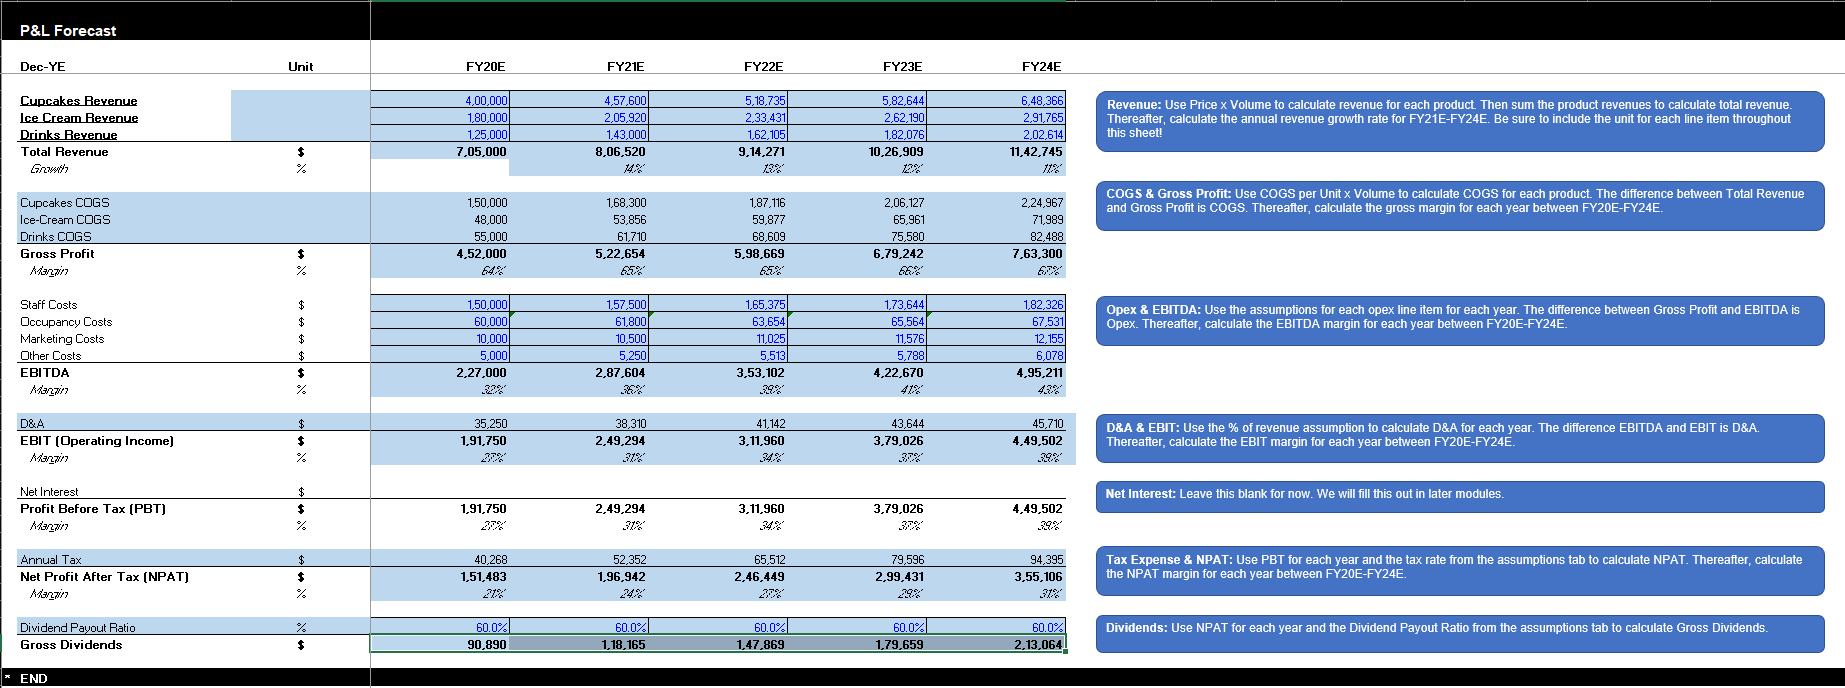 P&L Forecast
Dec-YE Unit FY20E FY21E FY22E FY23E FY24E
Cupcakes Revenue 4,00,000 4,57,600 5,18,735 5,82,644 6,48,366
Ice Cream Revenue 1,80,000 2,05,920 2,33,431 2,62,190 2,91,765
Drinks Revenue 1,25,000 1,43,000 1,62,105 1,82,076 2,02,614
Total Revenue $ 7,05,000 8,06,520 9,14,271 10,26,909 11,42,745
Growth % 14% 13% 12% 11%
Revenue: Use Price x Volume to calculate revenue for each product. Then sum the product revenues to calculate total revenue.
Thereafter, calculate the annual revenue growth rate for FY21E-FY24E. Be sure to include the unit for each line item throughout
this sheet!
Cupcakes COGS 1,50,000 1,68,300 1,87,116 2,06,127 2,24,967
Ice-Cream COGS 48,000 53,856 59,877 65,961 71,989
Drinks COGS 55,000 61,710 68,609 75,580 82,488
Gross Profit $ 4,52,000 5,22,654 5,98,669 6,79,242 7,63,300
Margin % 64% 65% 65% 66% 67%
COGS & Gross Profit: Use COGS per Unit x Volume to calculate COGS for each product. The difference between Total Revenue
and Gross Profit is COGS. Thereafter, calculate the gross margin for each year between FY20E-FY24E.
Staff Costs $ 1,50,000 1,57,500 1,65,375 1,73,644 1,82,326
Occupancy Costs $ 60,000 61,800 63,654 65,564 67,531
Marketing Costs $ 10,000 10,500 11,025 11,576 12,155
Other Costs $ 5,000 5,250 5,513 5,788 6,078
EBITDA $ 2,27,000 2,87,604 3,53,102 4,22,670 4,95,211
Margin % 32% 36% 39% 41% 43%
Opex & EBITDA: Use the assumptions for each opex line item for each year. The difference between Gross Profit and EBITDA is
Opex. Thereafter, calculate the EBITDA margin for each year between FY20E-FY24E.
D&A $ 35,250 38,310 41,142 43,644 45,710
EBIT (Operating Income) $ 1,91,750 2,49,294 3,11,960 3,79,026 4,49,502
Margin % 27% 31% 34% 37% 39%
D&A & EBIT: Use the % of revenue assumption to calculate D&A for each year. The difference EBITDA and EBIT is D&A.
Thereafter, calculate the EBIT margin for each year between FY20E-FY24E.
Net Interest $
Profit Before Tax (PBT) $ 1,91,750 2,49,294 3,11,960 3,79,026 4,49,502
Margin % 27% 31% 34% 37% 39%
Net Interest: Leave this blank for now. We will fill this out in later modules.
Annual Tax $ 40,268 52,352 65,512 79,596 94,395
Net Profit After Tax (NPAT) $ 1,51,483 1,96,942 2,46,449 2,99,431 3,55,106
Margin % 21% 24% 27% 29% 31%
Tax Expense & NPAT: Use PBT for each year and the tax rate from the assumptions tab to calculate NPAT. Thereafter, calculate
the NPAT margin for each year between FY20E-FY24E.
Dividend Payout Ratio % 60.0% 60.0% 60.0% 60.0% 60.0%
Gross Dividends $ 90,890 1,18,165 1,47,869 1,79,659 2,13,064
Dividends: Use NPAT for each year and the Dividend Payout Ratio from the assumptions tab to calculate Gross Dividends.
* END